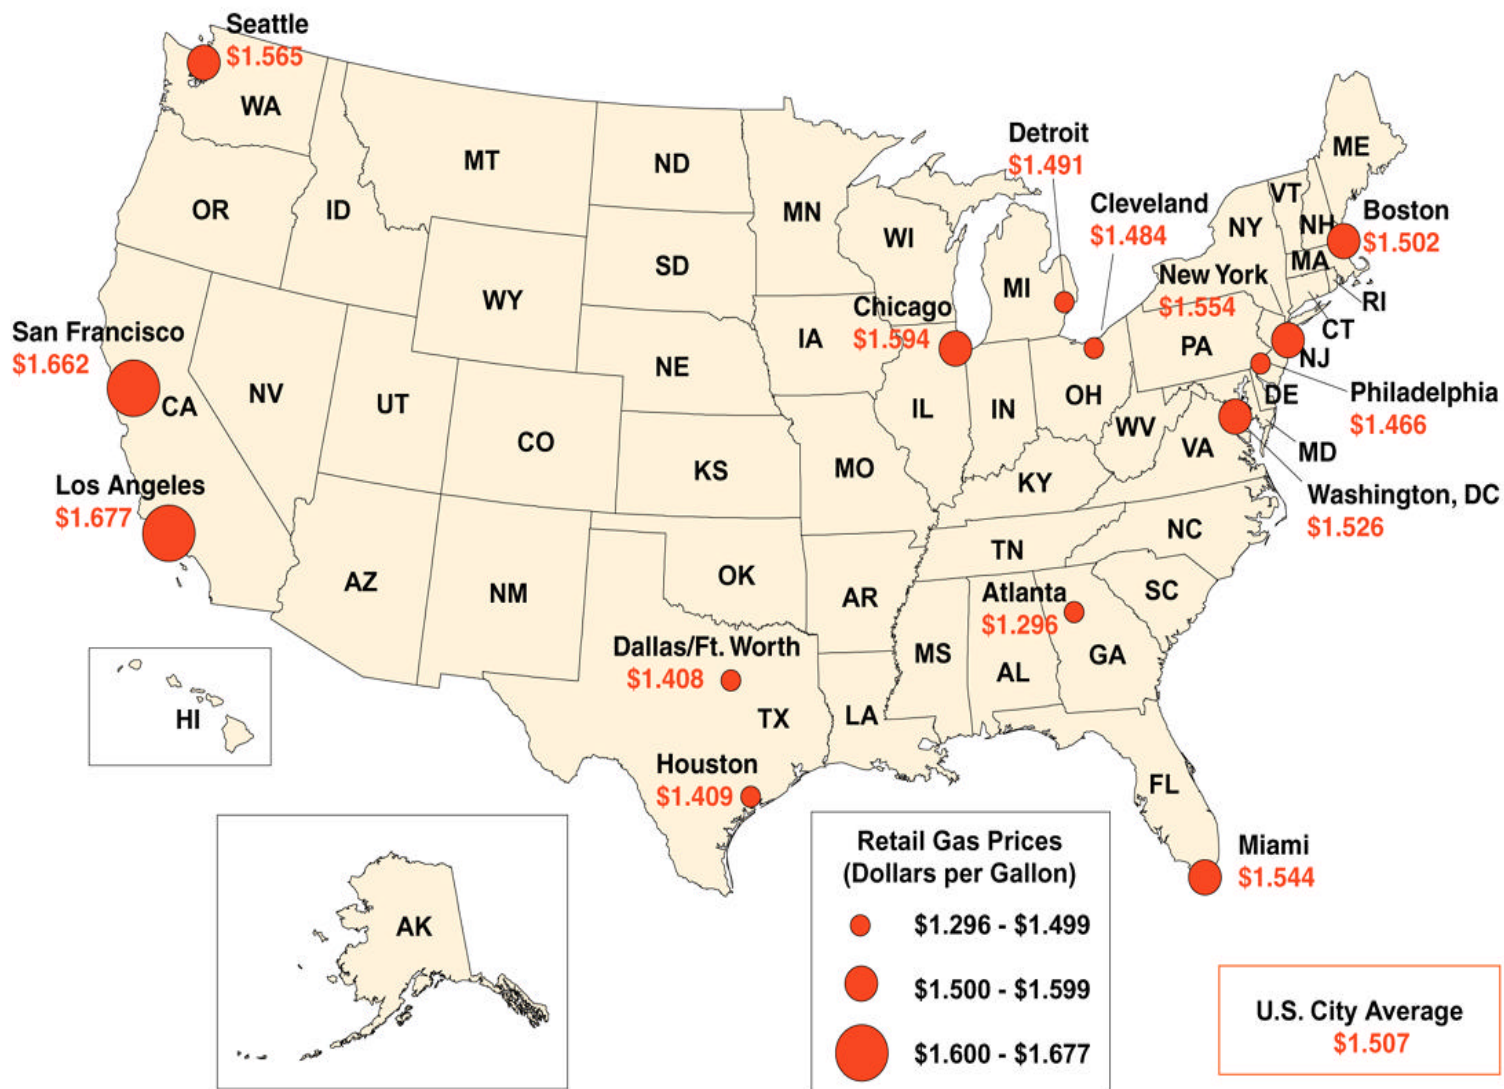 Seattle
$1.565
WA
MT
ND
MN
OR
ID
SD
WY
WI
MI
Detroit
$1.491
Cleveland
$1.484
ME
VT
NH
NY
Boston
$1.502
MA
New York
$1.554
RI
CT
Chicago
$1.594
San Francisco
$1.662
CA
NV
UT
CO
NE
IA
IL
IN
OH
PA
NJ
DE
Philadelphia
$1.466
WV
VA
MD
Washington, DC
$1.526
KS
MO
KY
Los Angeles
$1.677
AZ
NM
OK
AR
TN
NC
SC
Atlanta
$1.296
MS
AL
GA
Dallas/Ft. Worth
$1.408
TX
LA
Houston
$1.409
FL
Miami
$1.544
HI
AK
Retail Gas Prices
(Dollars per Gallon)
$1.296 - $1.499
$1.500 - $1.599
$1.600 - $1.677
U.S. City Average
$1.507